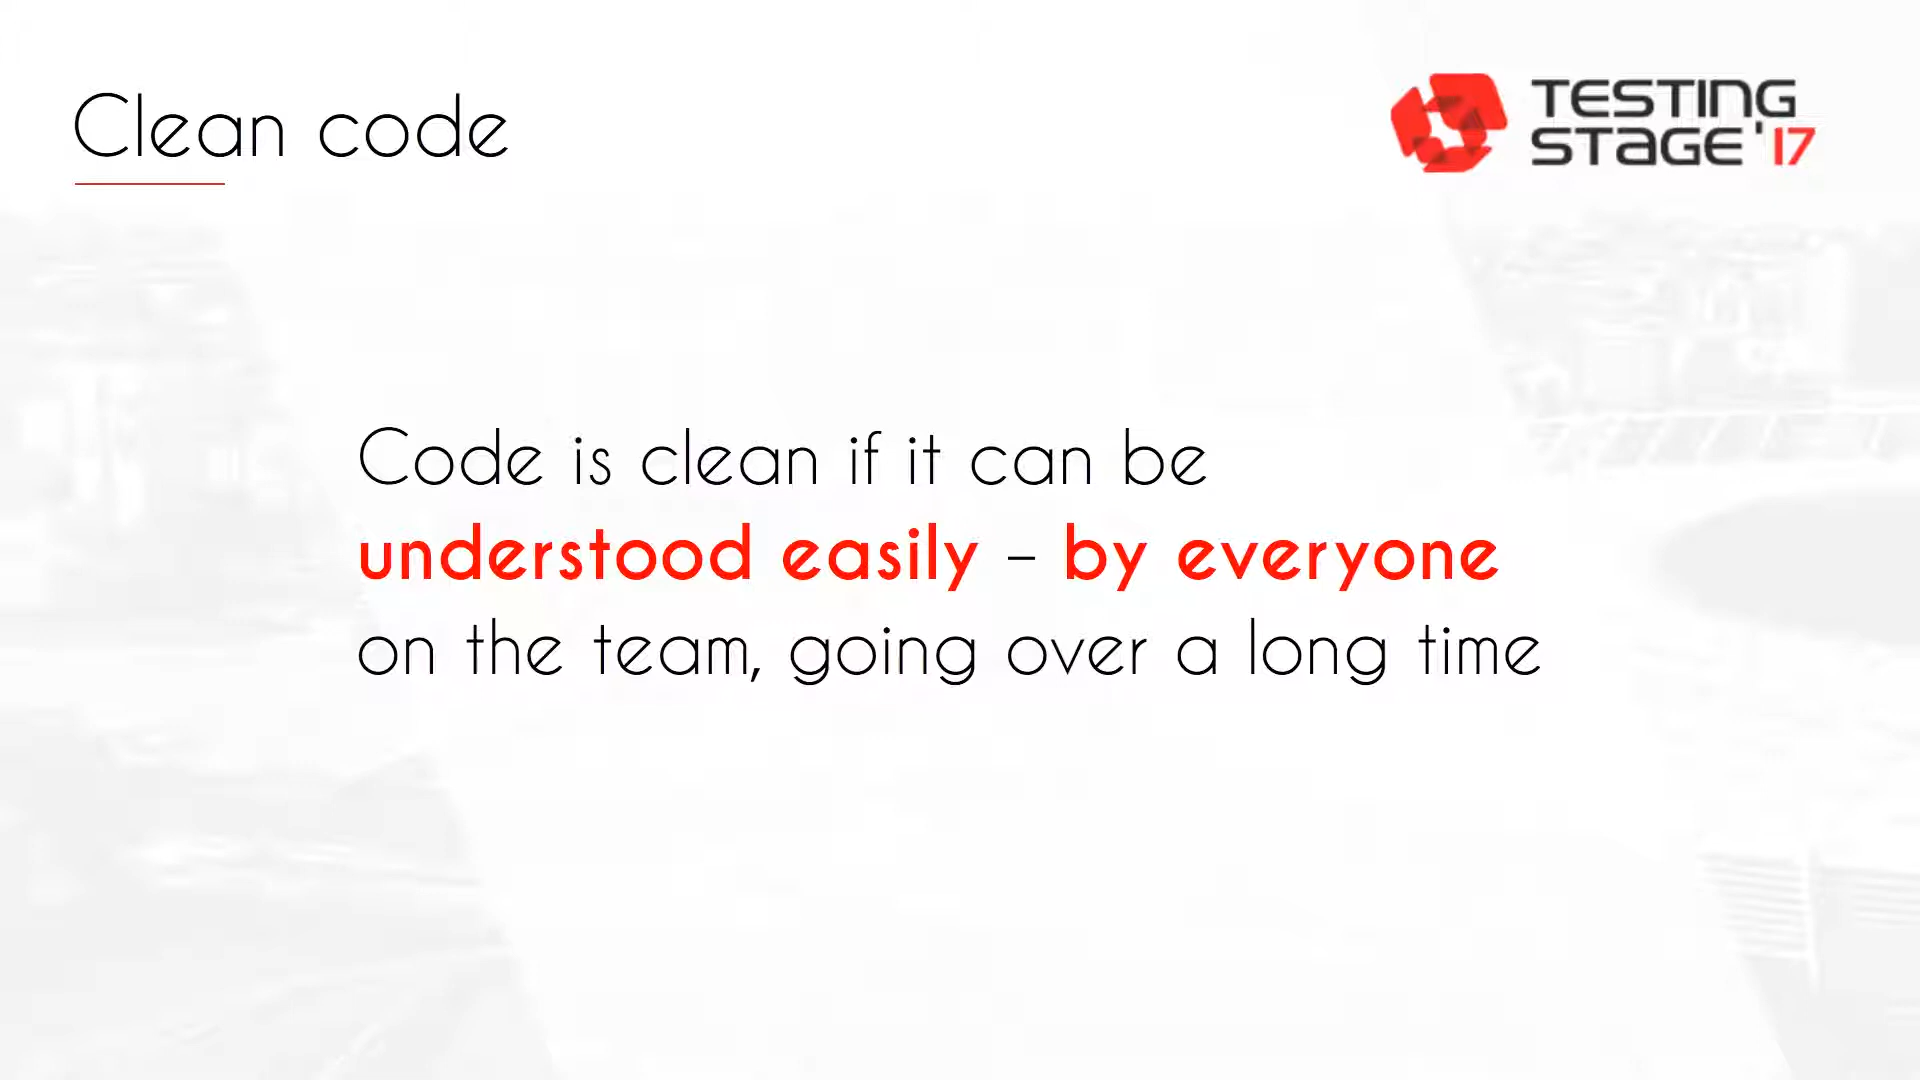 Clean code
TESTING
STAGE'17
Code is clean if it can be
understood easily – by everyone
on the team, going over a long time